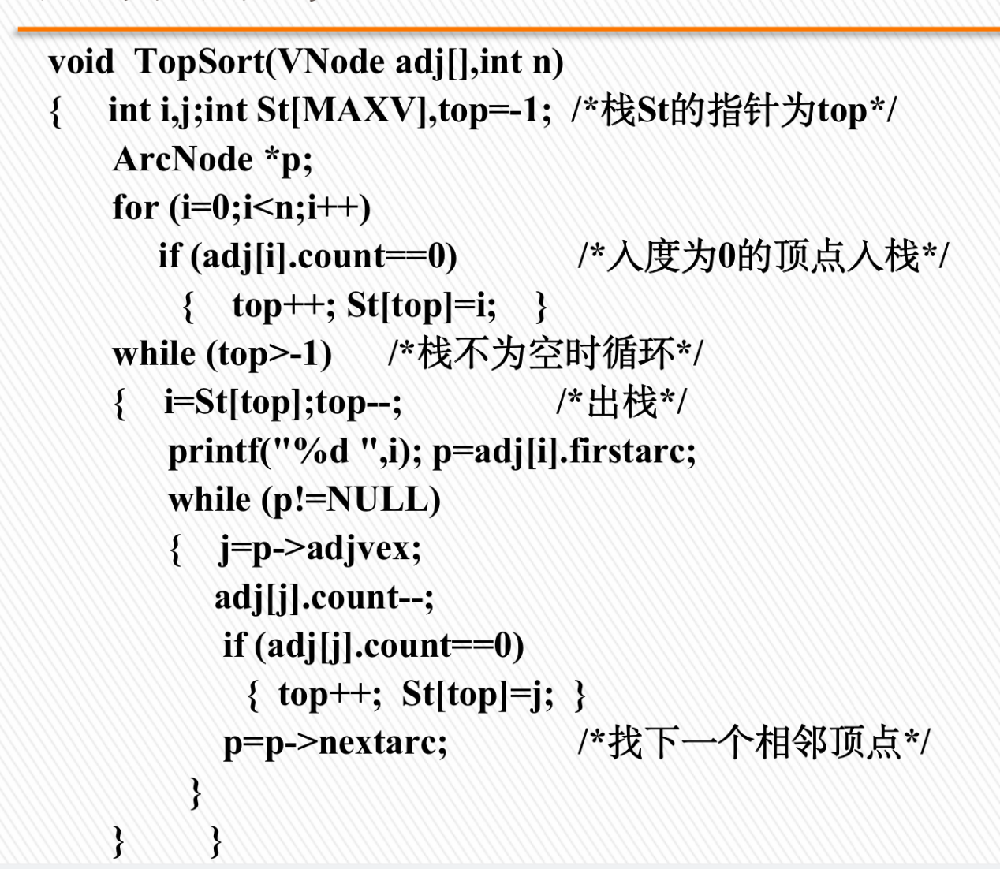 void TopSort(VNode adj[],int n)
{ int i,j;int St[MAXV],top=-1; /*栈St的指针为top*/
ArcNode *p;
for (i=0;i<n;i++)
if (adj[i].count==0) /*入度为0的顶点入栈*/
{ top++; St[top]=i; }
while (top>-1) /*栈不为空时循环*/
{ i=St[top];top--; /*出栈*/
printf("%d ",i); p=adj[i].firstarc;
while (p!=NULL)
{ j=p->adjvex;
adj[j].count--;
if (adj[j].count==0)
{ top++; St[top]=j; }
p=p->nextarc; /*找下一个相邻顶点*/
}
} }